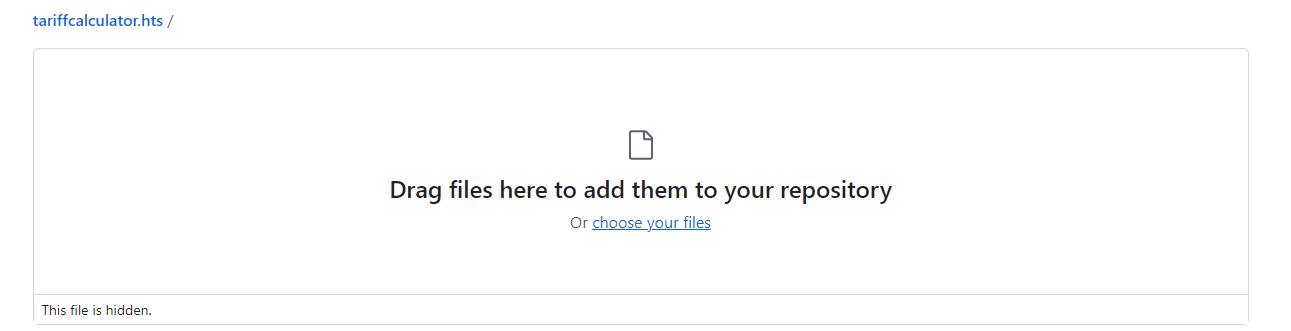 tariffcalculator.hts /
Drag files here to add them to your repository
Or choose your files
This file is hidden.